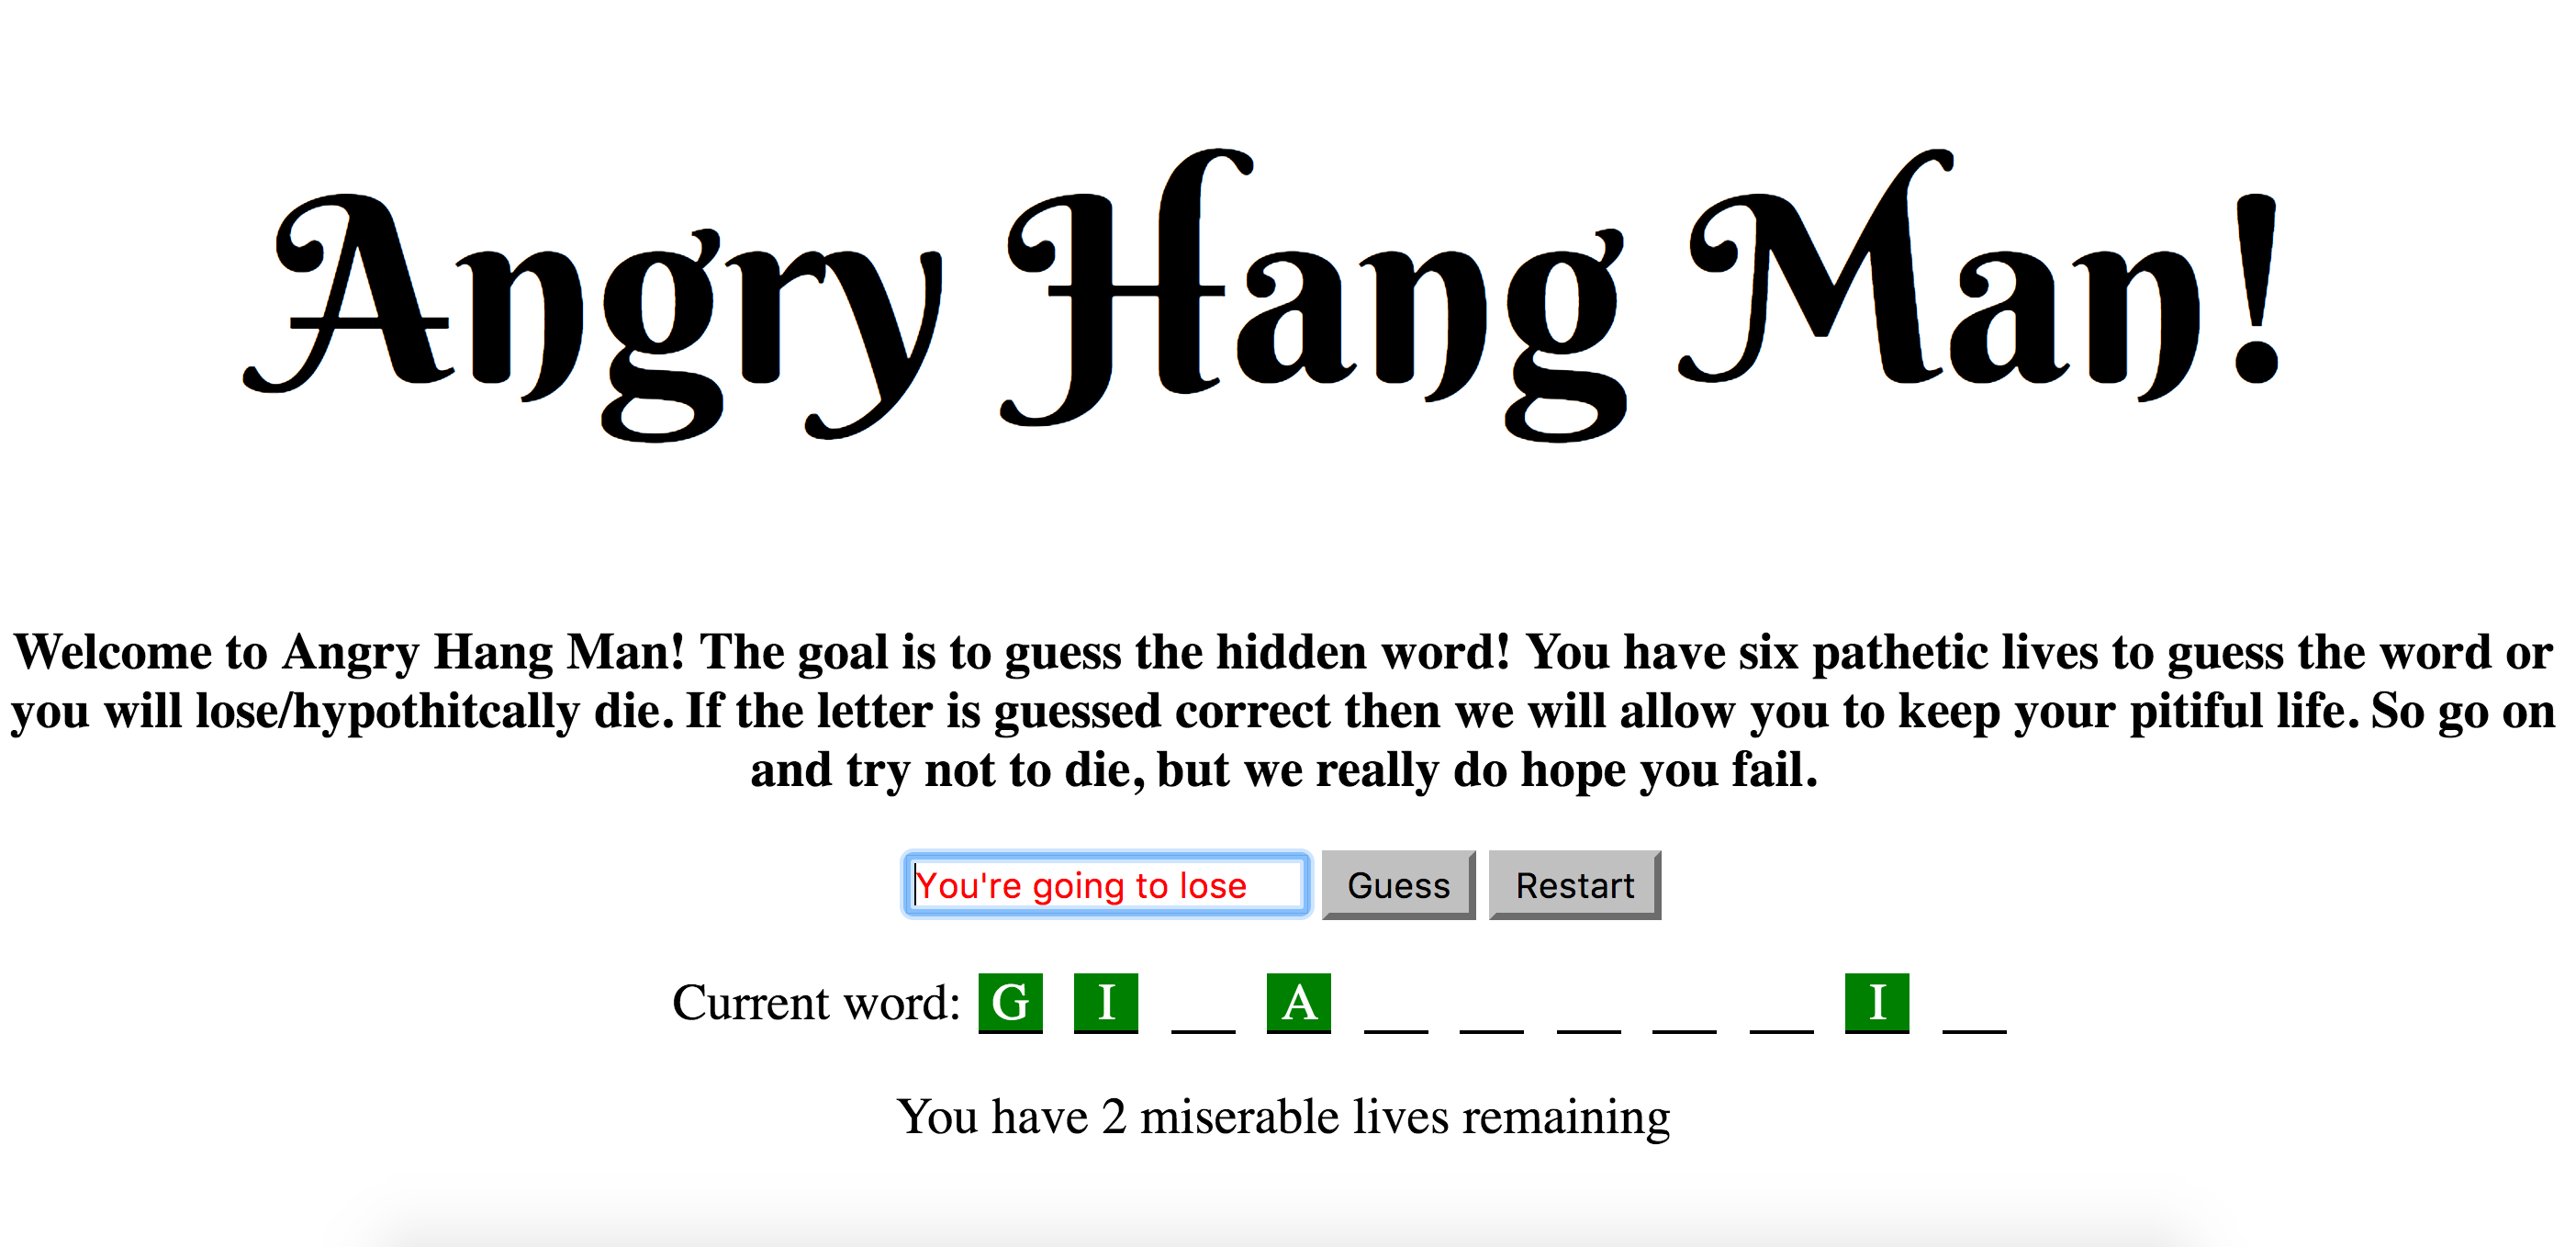 Angry Hang Man!
Welcome to Angry Hang Man! The goal is to guess the hidden word! You have six pathetic lives to guess the word or
you will lose/hypothitcally die. If the letter is guessed correct then we will allow you to keep your pitiful life. So go on
and try not to die, but we really do hope you fail.
You're going to lose Guess Restart
Current word: G I __ A __ __ __ __ __ I __
You have 2 miserable lives remaining